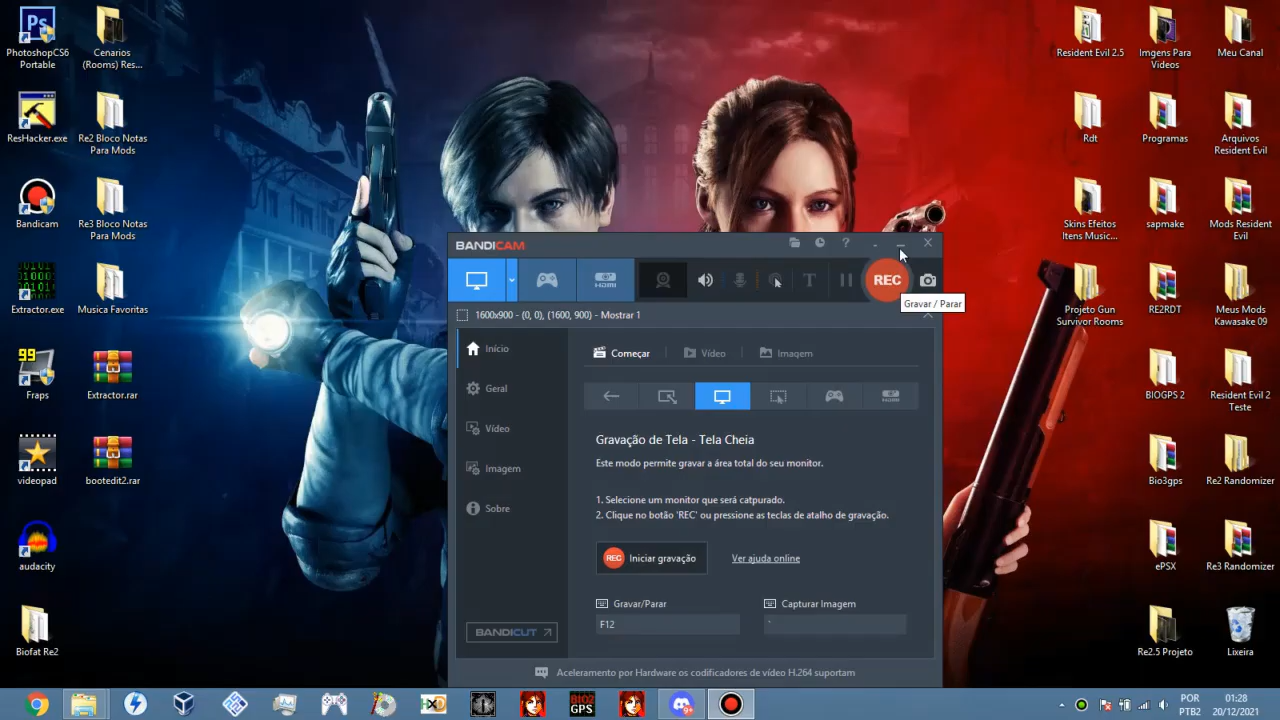 PhotoshopCS6
Portable
Cenarios
(Rooms) Res...
ResHacker.exe
Re2 Bloco Notas
Para Mods
Bandicam
Re3 Bloco Notas
Para Mods
Extractor.exe
Musica Favoritas
99
Fraps
Extractor.rar
videopad
bootedit2.rar
audacity
Biofat Re2
Resident Evil 2.5
Imgens Para
Videos
Meu Canal
Rdt
Programas
Arquivos
Resident Evil
Skins Efeitos
Itens Music...
sapmake
Mods Resident
Evil
Projeto Gun
Survivor Rooms
RE2RDT
Meus Mods
Kawasake 09
BIOGPS 2
Resident Evil 2
Teste
Bio3gps
Re2 Randomizer
ePSX
Re3 Randomizer
Re2.5 Projeto
Lixeira
BANDICAM
HDMI
T
REC
Gravar / Parar
1600x900 - (0, 0), (1600, 900) - Mostrar 1
Início
Geral
Vídeo
Imagem
Sobre
BANDICUT
Começar
Vídeo
Imagem
Gravação de Tela - Tela Cheia
Este modo permite gravar a área total do seu monitor.
1. Selecione um monitor que será catpurado.
2. Clique no botão 'REC' ou pressione as teclas de atalho de gravação.
REC Iniciar gravação
Ver ajuda online
Gravar/Parar
Capturar Imagem
F12
Aceleramento por Hardware os codificadores de vídeo H.264 suportam
HXD
BIO2
GPS
POR
PTB2
01:28
20/12/2021